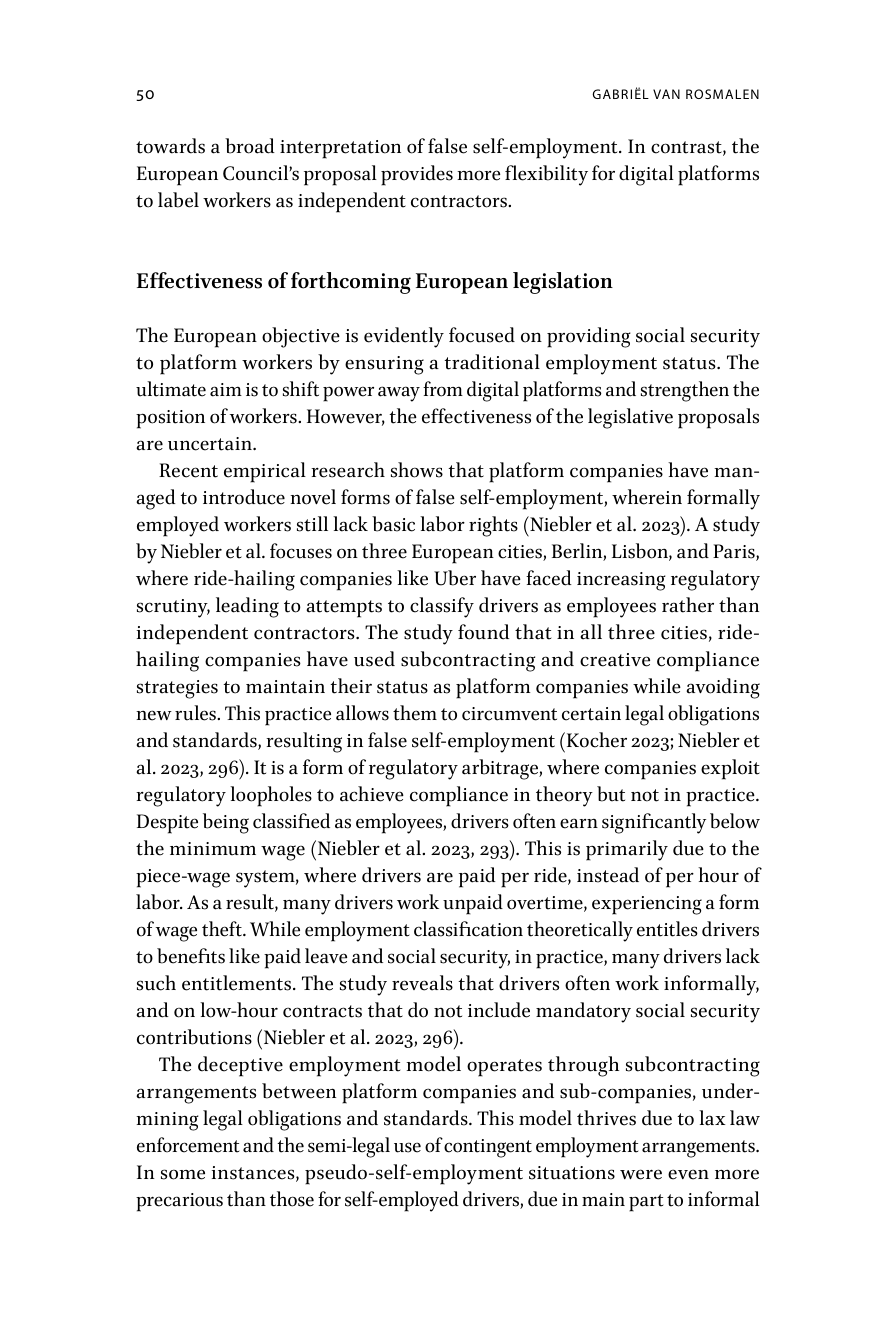 50
GABRIËL VAN ROSMALEN
towards a broad interpretation of false self-employment. In contrast, the
European Council’s proposal provides more flexibility for digital platforms
to label workers as independent contractors.
Effectiveness of forthcoming European legislation
The European objective is evidently focused on providing social security
to platform workers by ensuring a traditional employment status. The
ultimate aim is to shift power away from digital platforms and strengthen the
position of workers. However, the effectiveness of the legislative proposals
are uncertain.
Recent empirical research shows that platform companies have man-
aged to introduce novel forms of false self-employment, wherein formally
employed workers still lack basic labor rights (Niebler et al. 2023). A study
by Niebler et al. focuses on three European cities, Berlin, Lisbon, and Paris,
where ride-hailing companies like Uber have faced increasing regulatory
scrutiny, leading to attempts to classify drivers as employees rather than
independent contractors. The study found that in all three cities, ride-
hailing companies have used subcontracting and creative compliance
strategies to maintain their status as platform companies while avoiding
new rules. This practice allows them to circumvent certain legal obligations
and standards, resulting in false self-employment (Kocher 2023; Niebler et
al. 2023, 296). It is a form of regulatory arbitrage, where companies exploit
regulatory loopholes to achieve compliance in theory but not in practice.
Despite being classified as employees, drivers often earn significantly below
the minimum wage (Niebler et al. 2023, 293). This is primarily due to the
piece-wage system, where drivers are paid per ride, instead of per hour of
labor. As a result, many drivers work unpaid overtime, experiencing a form
of wage theft. While employment classification theoretically entitles drivers
to benefits like paid leave and social security, in practice, many drivers lack
such entitlements. The study reveals that drivers often work informally,
and on low-hour contracts that do not include mandatory social security
contributions (Niebler et al. 2023, 296).
The deceptive employment model operates through subcontracting
arrangements between platform companies and sub-companies, under-
mining legal obligations and standards. This model thrives due to lax law
enforcement and the semi-legal use of contingent employment arrangements.
In some instances, pseudo-self-employment situations were even more
precarious than those for self-employed drivers, due in main part to informal